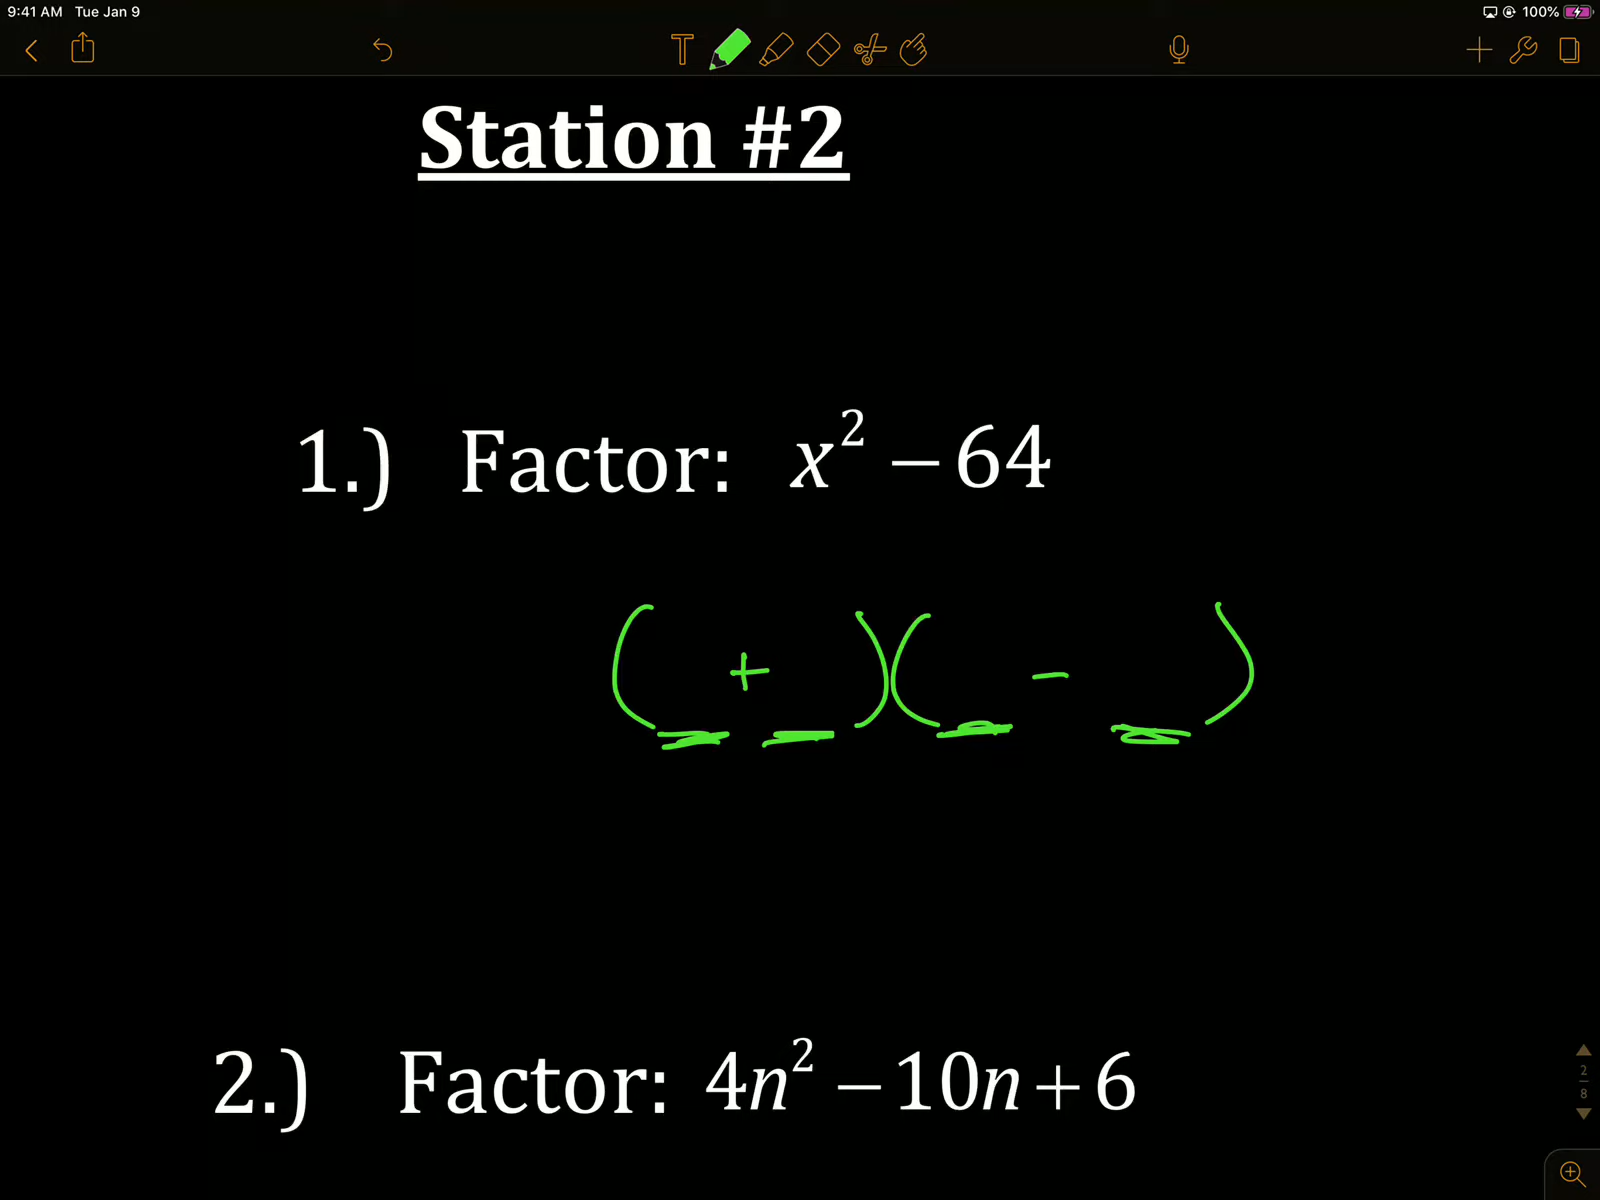 9:41 AM Tue Jan 9 100%
T
Station #2
1.) Factor: x² – 64
( + )( – )
2.) Factor: 4n² – 10n + 6
2
8